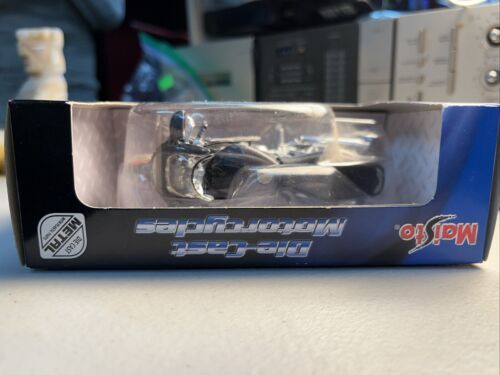 Maisto.
Die-Cast
Motorcycles
DIE CAST
METAL